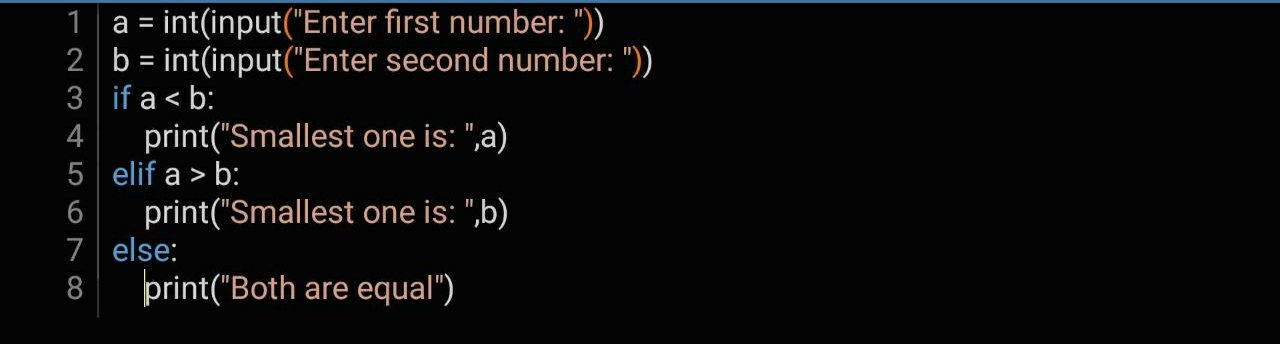 1 a = int(input("Enter first number: "))
2 b = int(input("Enter second number: "))
3 if a < b:
4     print("Smallest one is: ",a)
5 elif a > b:
6     print("Smallest one is: ",b)
7 else:
8     print("Both are equal")